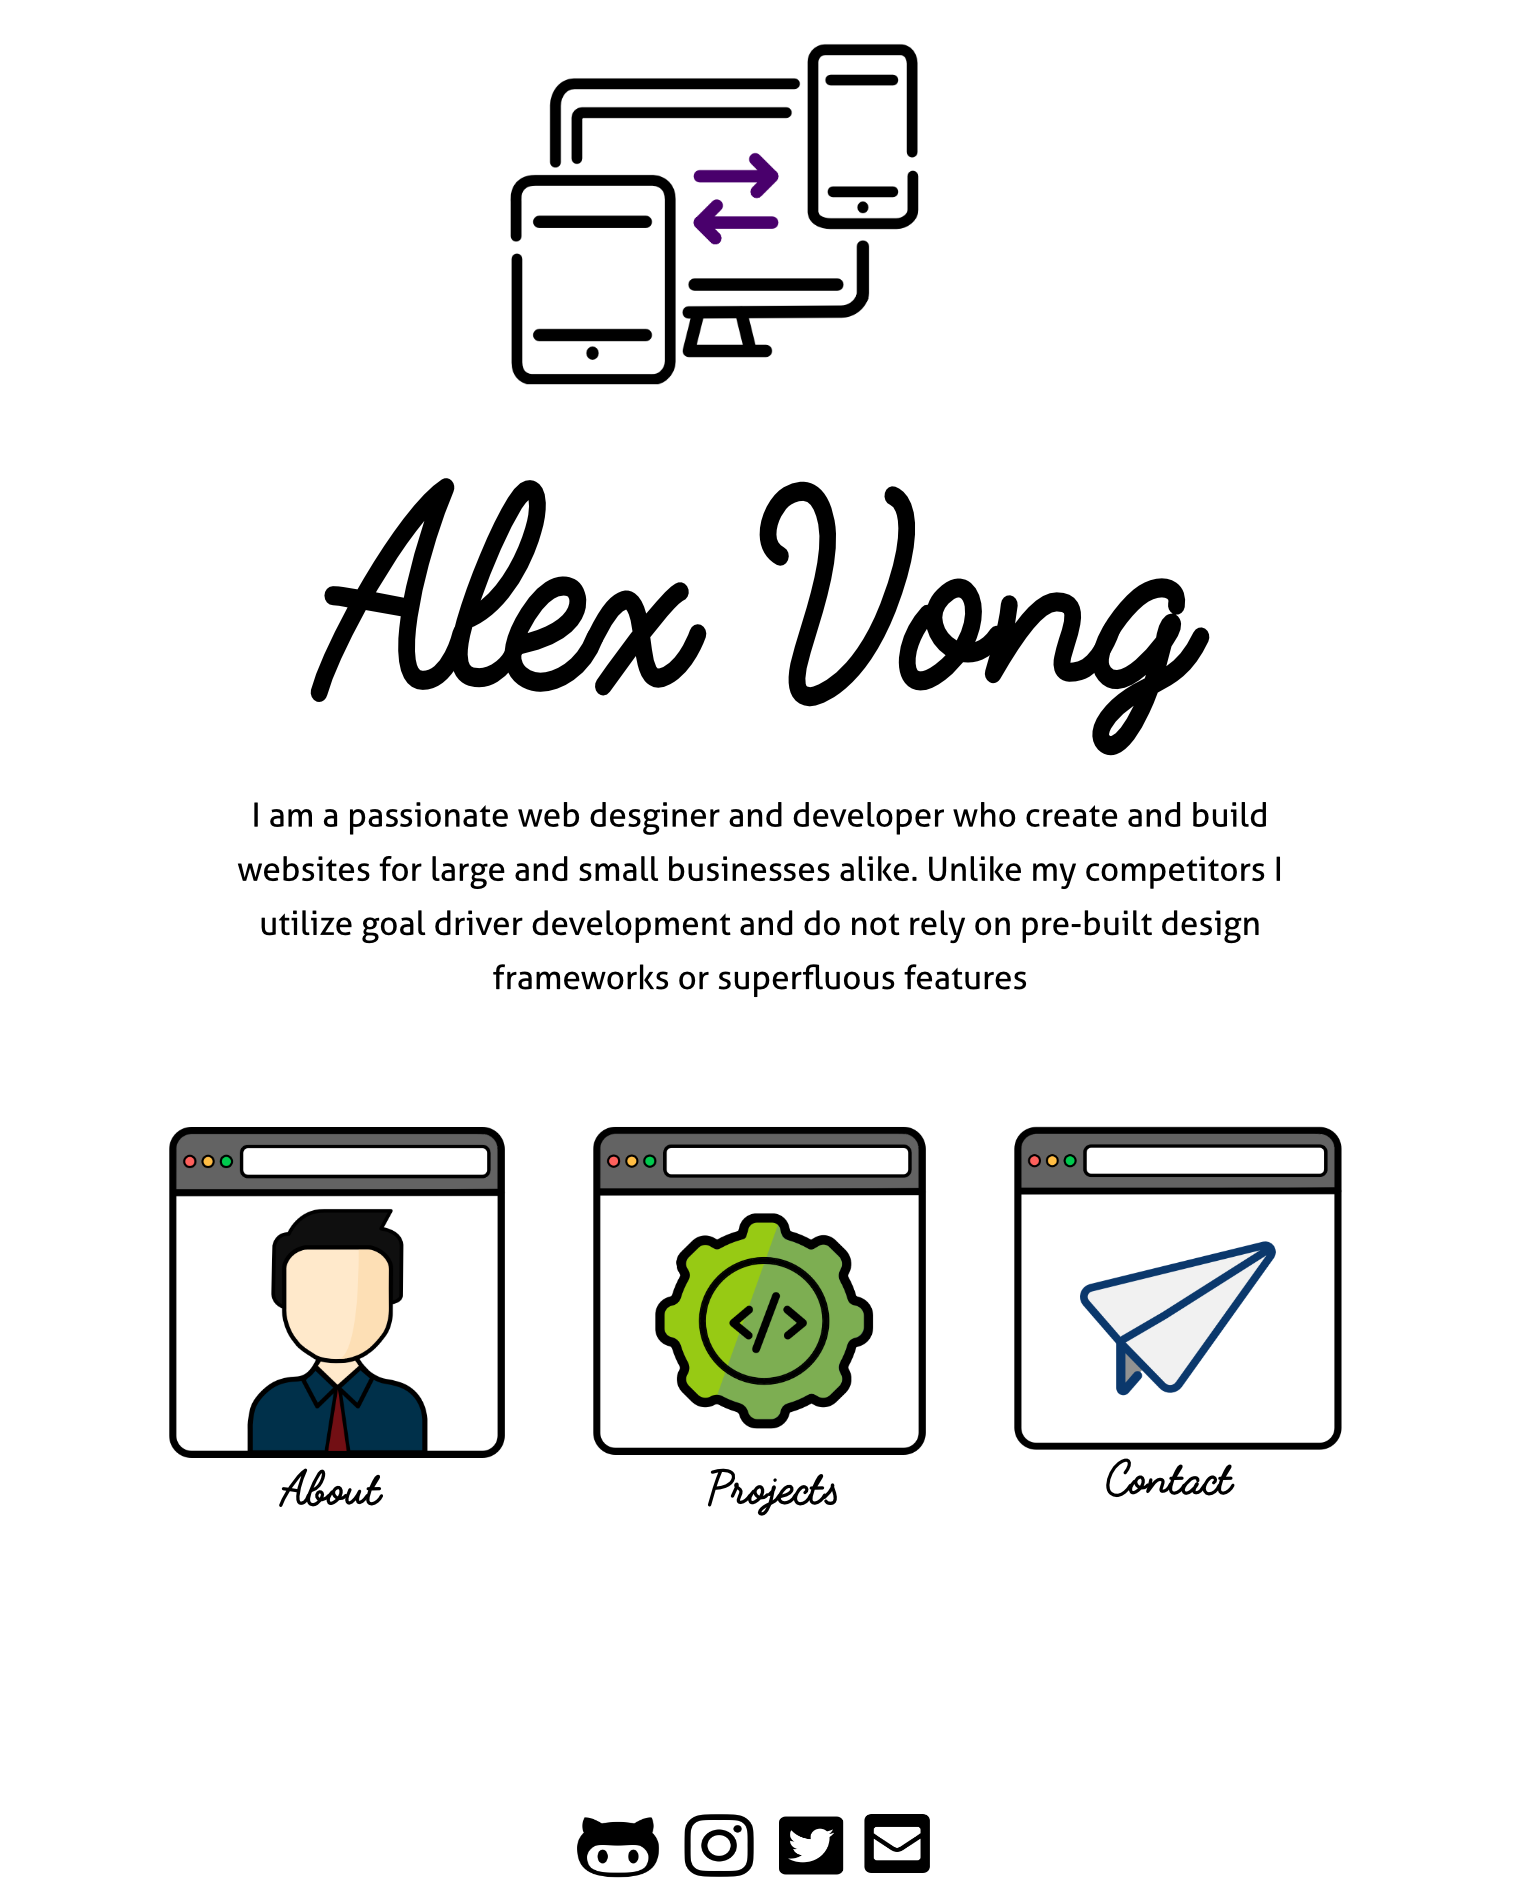 Alex Vong
I am a passionate web desginer and developer who create and build
websites for large and small businesses alike. Unlike my competitors I
utilize goal driver development and do not rely on pre-built design
frameworks or superfluous features
</>
About Projects Contact